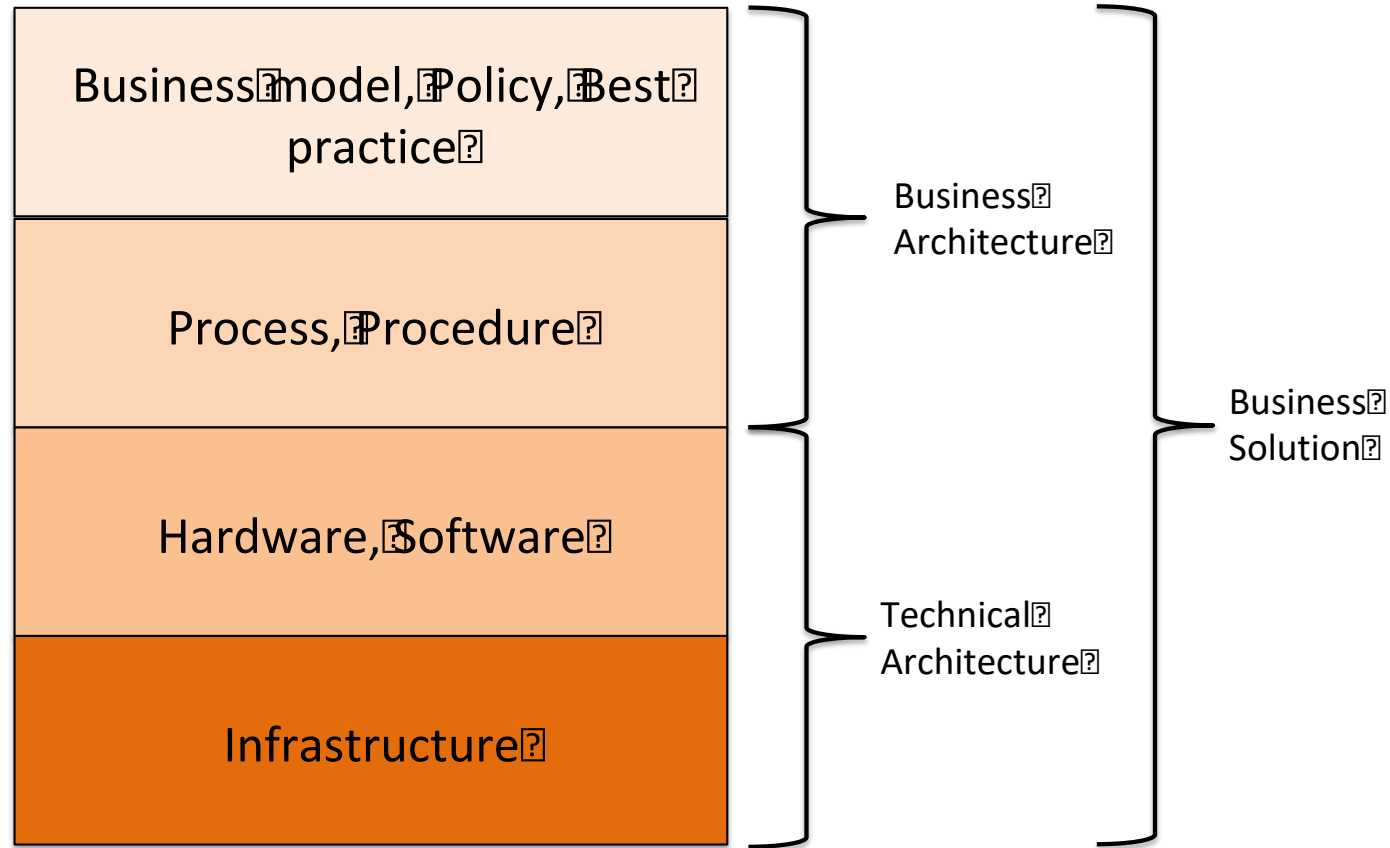 Business model, Policy, Best
practice
Business
Architecture
Process, Procedure
Business
Solution
Hardware, Software
Technical
Architecture
Infrastructure